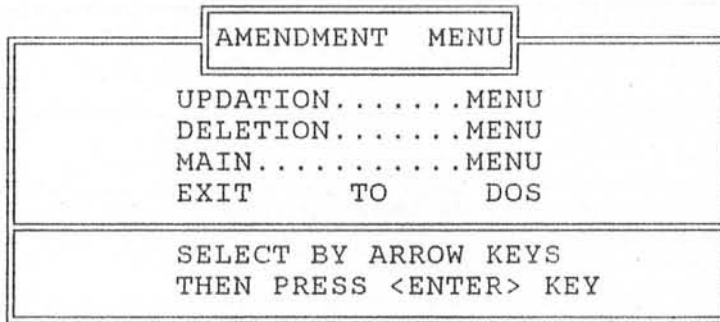 AMENDMENT MENU
UPDATION.......MENU
DELETION.......MENU
MAIN...........MENU
EXIT TO DOS
SELECT BY ARROW KEYS
THEN PRESS <ENTER> KEY